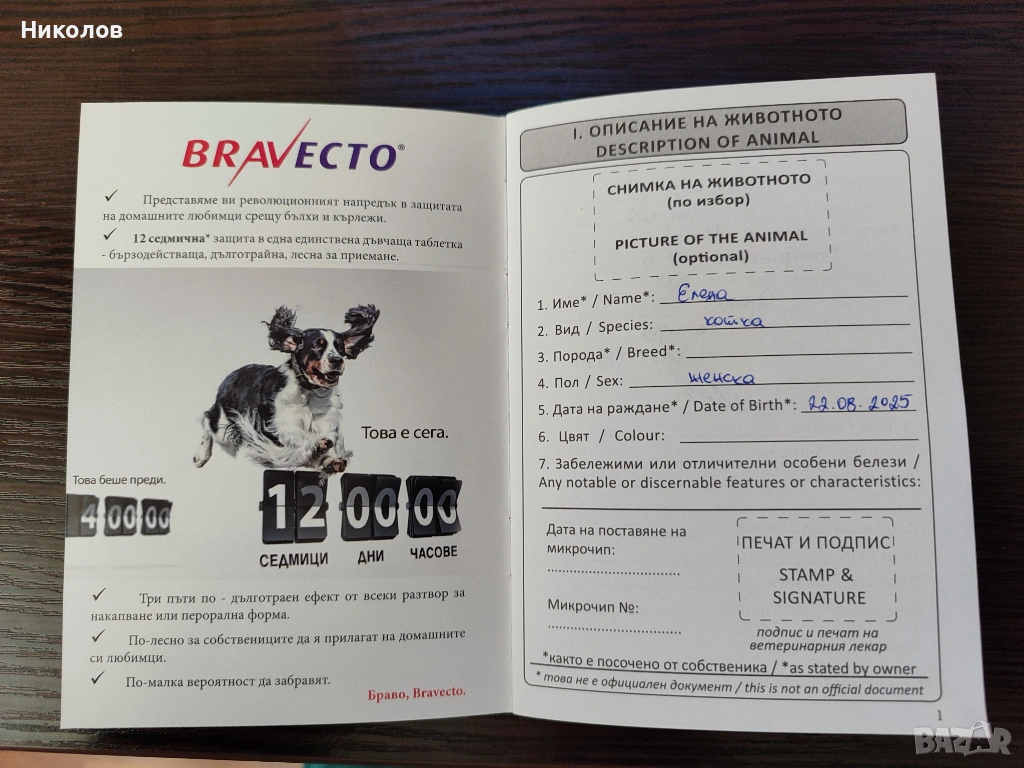 Николов
BRAVECTO®
✓ Представяме ви революционният напредък в защитата
на домашните любимци срещу бълхи и кърлежи.
✓ 12 седмична* защита в една единствена дъвчаща таблетка
- бързодействаща, дълготрайна, лесна за приемане.
Това е сега.
Това беше преди.
4 00 00
12 00 00
СЕДМИЦИ ДНИ ЧАСОВЕ
✓ Три пъти по - дълготраен ефект от всеки разтвор за
накапване или перорална форма.
✓ По-лесно за собствениците да я прилагат на домашните
си любимци.
✓ По-малка вероятност да забравят.
Браво, Bravecto.
I. ОПИСАНИЕ НА ЖИВОТНОТО
DESCRIPTION OF ANIMAL
СНИМКА НА ЖИВОТНОТО
(по избор)
PICTURE OF THE ANIMAL
(optional)
1. Име* / Name*: Елена
2. Вид / Species: котка
3. Порода* / Breed*:
4. Пол / Sex: женска
5. Дата на раждане* / Date of Birth*: 22.08.2025
6. Цвят / Colour:
7. Забележими или отличителни особени белези /
Any notable or discernable features or characteristics:
Дата на поставяне на
микрочип:
Микрочип №:
ПЕЧАТ И ПОДПИС
STAMP &
SIGNATURE
подпис и печат на
ветеринарния лекар
*както е посочено от собственика / *as stated by owner
* това не е официален документ / this is not an official document
1
BAZAR